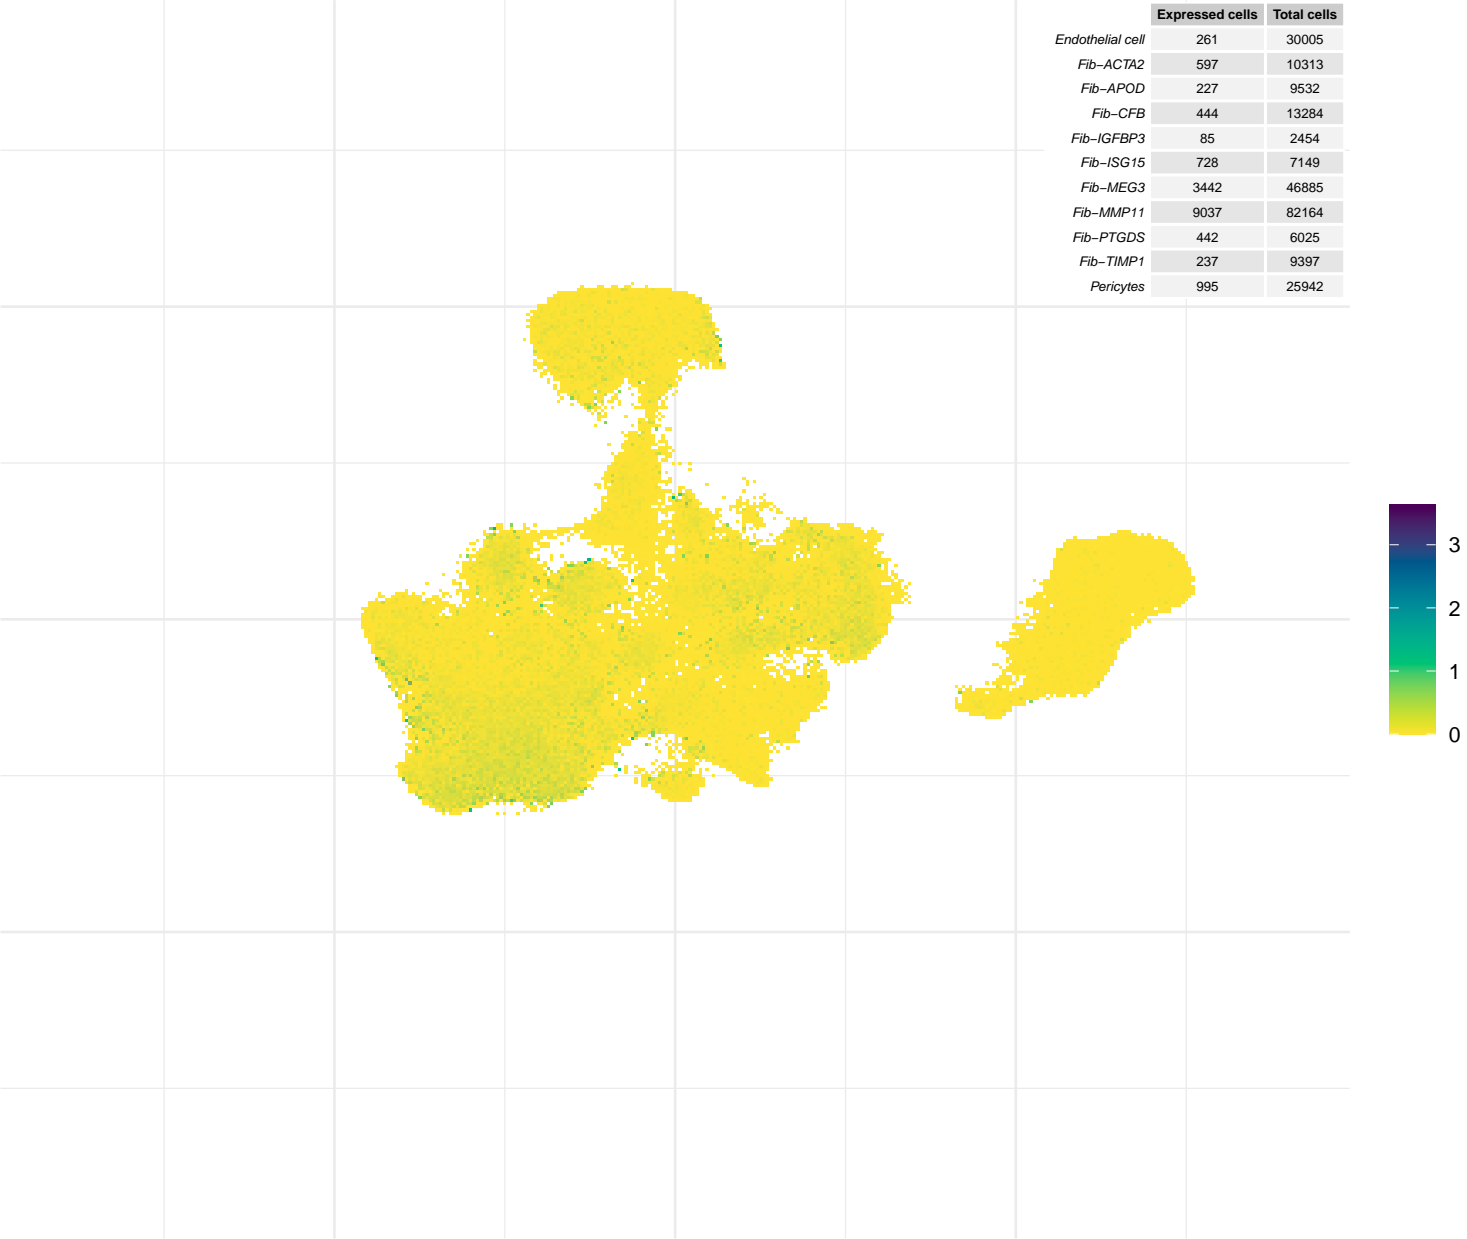 Expressed cells Total cells
Endothelial cell 261 30005
Fib−ACTA2 597 10313
Fib−APOD 227 9532
Fib−CFB 444 13284
Fib−IGFBP3 85 2454
Fib−ISG15 728 7149
Fib−MEG3 3442 46885
Fib−MMP11 9037 82164
Fib−PTGDS 442 6025
Fib−TIMP1 237 9397
Pericytes 995 25942
3
2
1
0